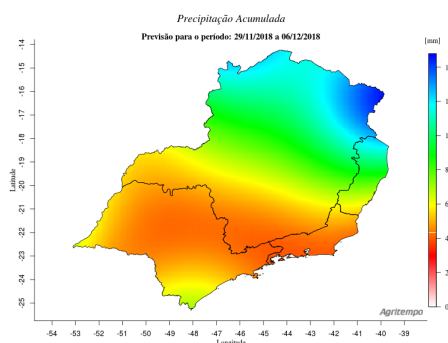 Precipitação Acumulada
Previsão para o período: 29/11/2018 a 06/12/2018
[mm]
-14
-15
-16
-17
-18
-19
-20
-21
-22
-23
-24
-25
Latitude
-54 -53 -52 -51 -50 -49 -48 -47 -46 -45 -44 -43 -42 -41 -40 -39
Longitude
Agritempo